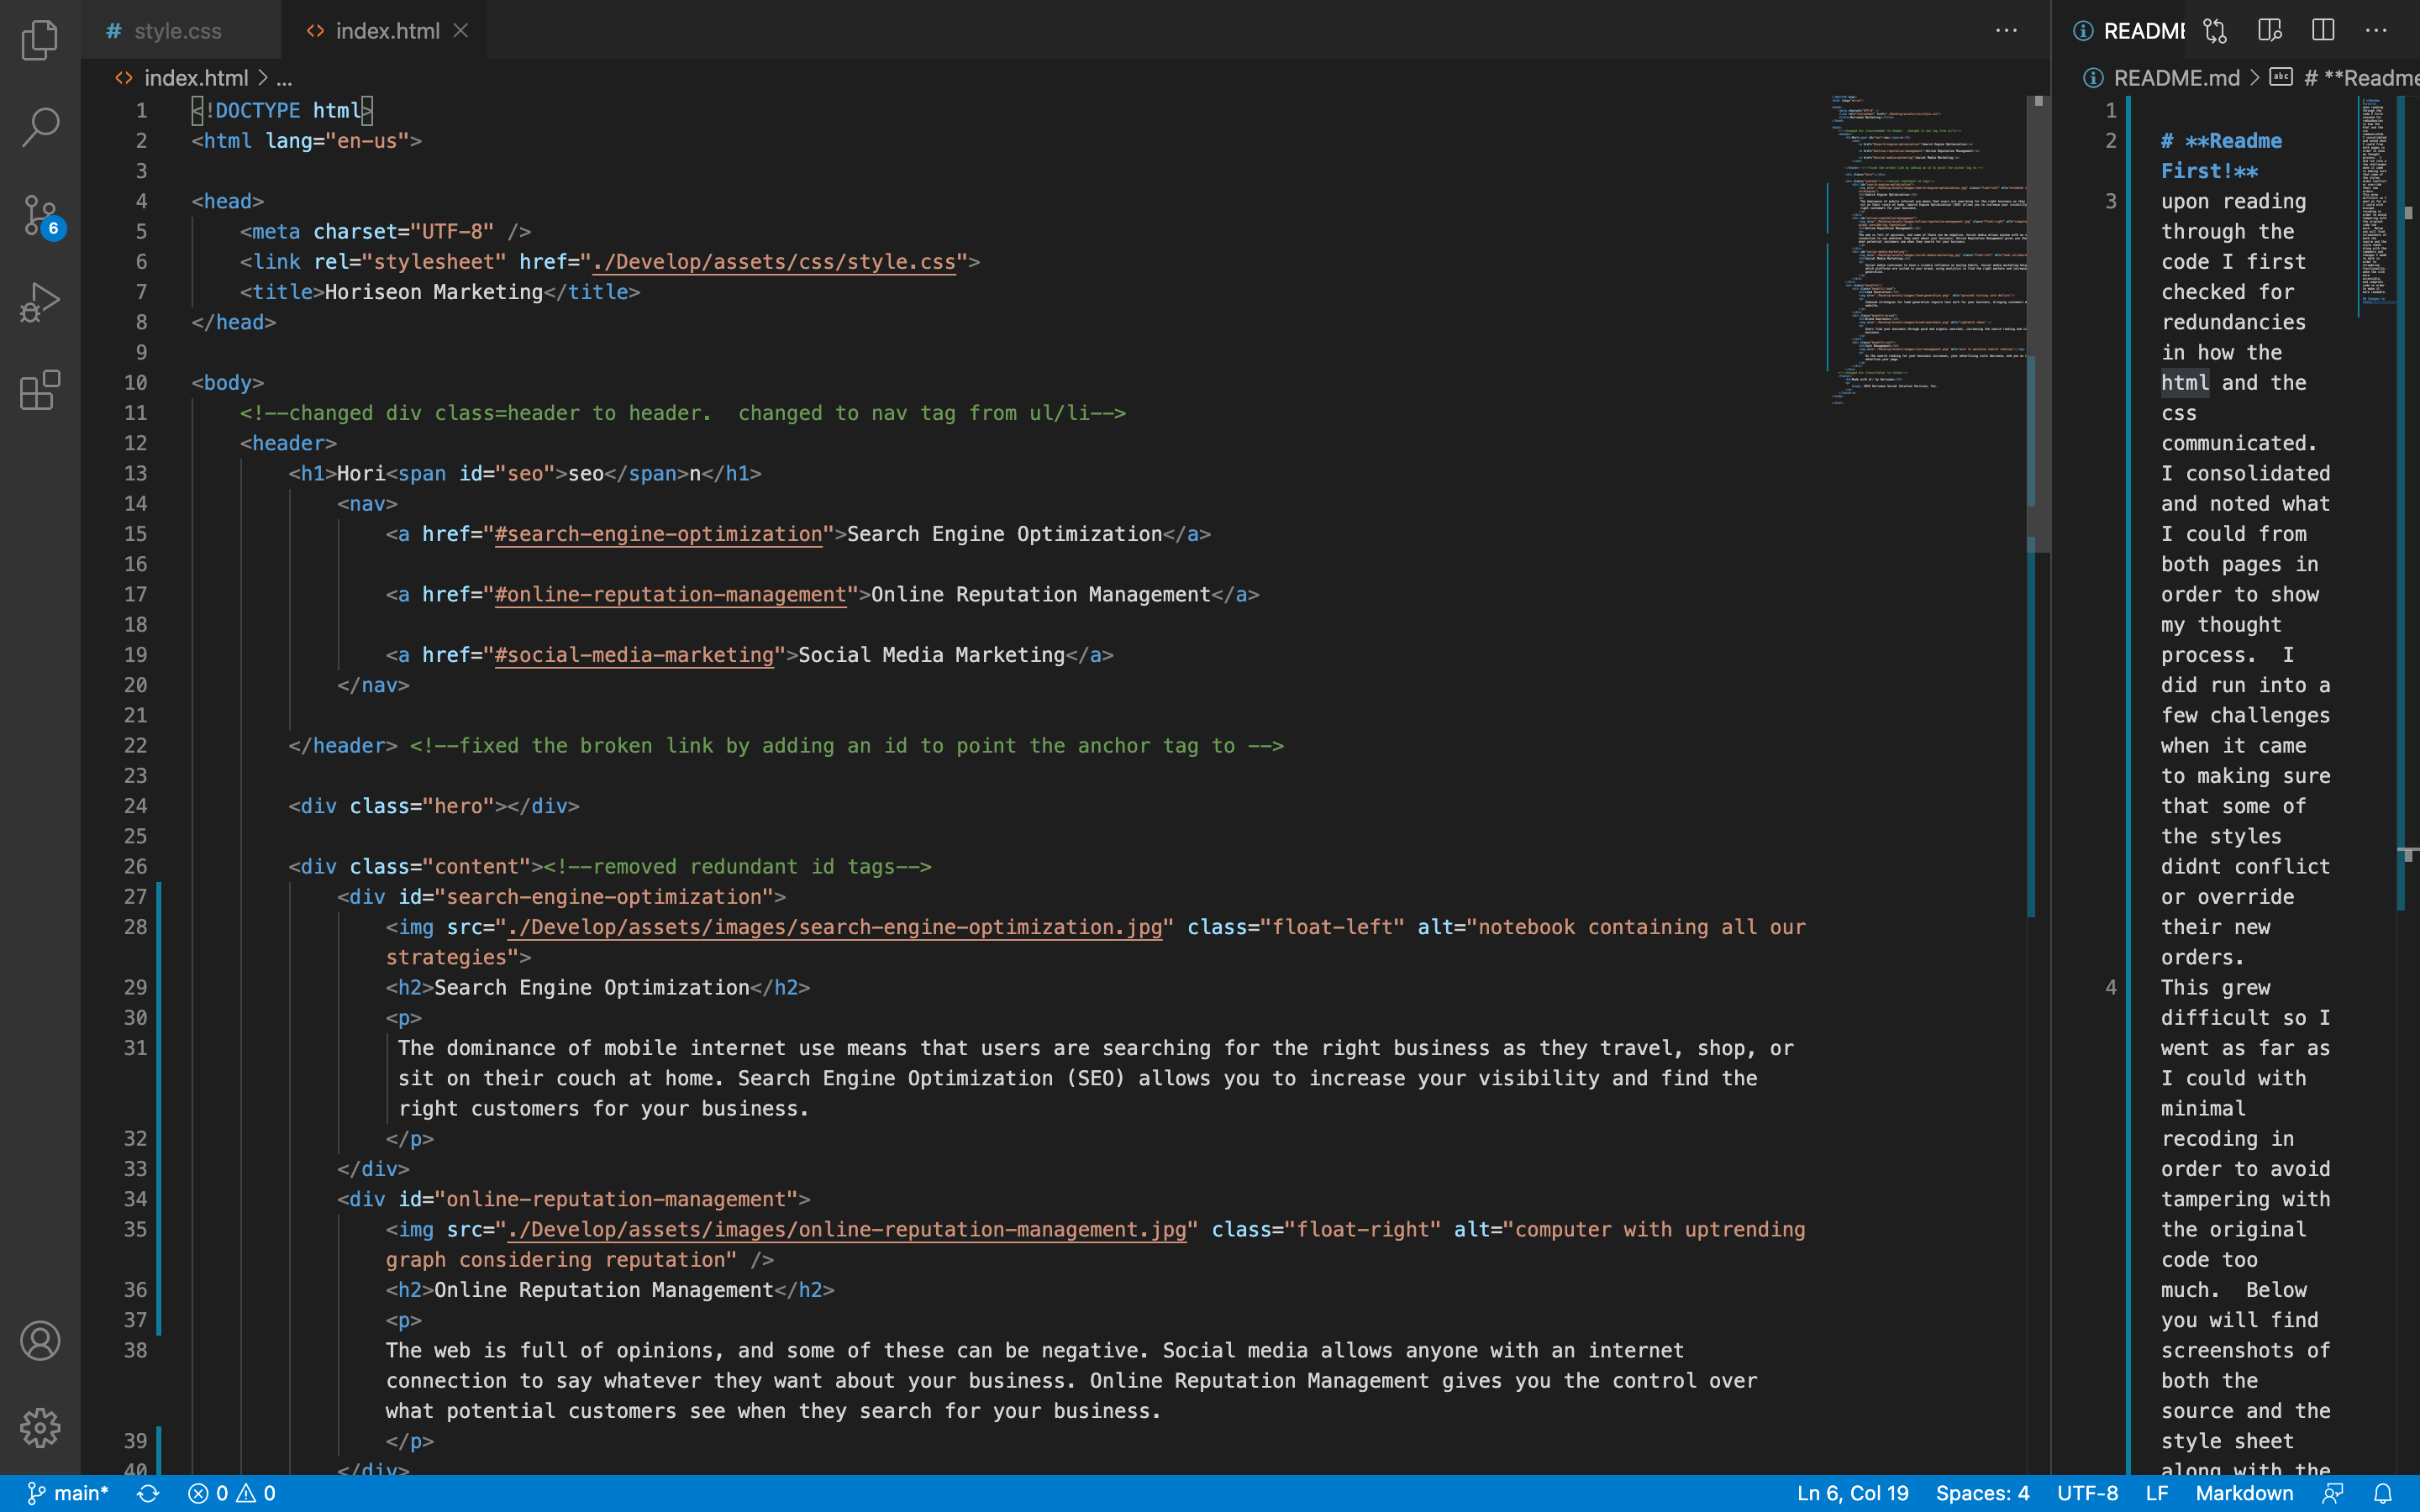 # style.css
<> index.html
README
<> index.html > ...
README.md > # **Readme
1 <!DOCTYPE html>
2 <html lang="en-us">
3
4 <head>
5 <meta charset="UTF-8" />
6 <link rel="stylesheet" href="./Develop/assets/css/style.css">
7 <title>Horiseon Marketing</title>
8 </head>
9
10 <body>
11 <!--changed div class=header to header.  changed to nav tag from ul/li-->
12 <header>
13 <h1>Hori<span id="seo">seo</span>n</h1>
14 <nav>
15 <a href="#search-engine-optimization">Search Engine Optimization</a>
16
17 <a href="#online-reputation-management">Online Reputation Management</a>
18
19 <a href="#social-media-marketing">Social Media Marketing</a>
20 </nav>
21
22 </header> <!--fixed the broken link by adding an id to point the anchor tag to -->
23
24 <div class="hero"></div>
25
26 <div class="content"><!--removed redundant id tags-->
27 <div id="search-engine-optimization">
28 <img src="./Develop/assets/images/search-engine-optimization.jpg" class="float-left" alt="notebook containing all our
strategies">
29 <h2>Search Engine Optimization</h2>
30 <p>
31 The dominance of mobile internet use means that users are searching for the right business as they travel, shop, or
sit on their couch at home. Search Engine Optimization (SEO) allows you to increase your visibility and find the
right customers for your business.
32 </p>
33 </div>
34 <div id="online-reputation-management">
35 <img src="./Develop/assets/images/online-reputation-management.jpg" class="float-right" alt="computer with uptrending
graph considering reputation" />
36 <h2>Online Reputation Management</h2>
37 <p>
38 The web is full of opinions, and some of these can be negative. Social media allows anyone with an internet
connection to say whatever they want about your business. Online Reputation Management gives you the control over
what potential customers see when they search for your business.
39 </p>
40 </div>
1
2 # **Readme
First!**
3 upon reading
through the
code I first
checked for
redundancies
in how the
html and the
css
communicated.
I consolidated
and noted what
I could from
both pages in
order to show
my thought
process.  I
did run into a
few challenges
when it came
to making sure
that some of
the styles
didnt conflict
or override
their new
orders.
4 This grew
difficult so I
went as far as
I could with
minimal
recoding in
order to avoid
tampering with
the original
code too
much.  Below
you will find
screenshots of
both the
source and the
style sheet
along with the
6
main* 0 0
Ln 6, Col 19 Spaces: 4 UTF-8 LF Markdown